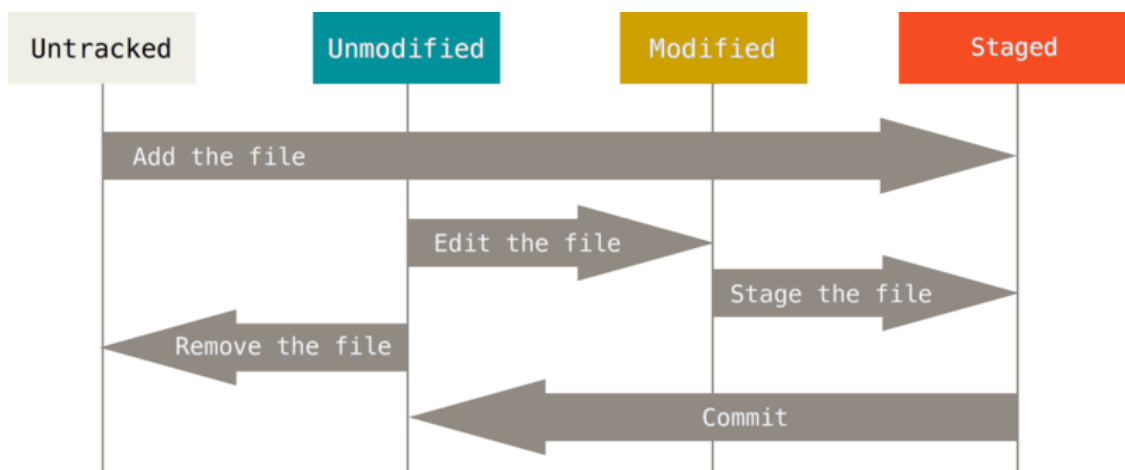 Untracked
Unmodified
Modified
Staged
Add the file
Edit the file
Stage the file
Remove the file
Commit